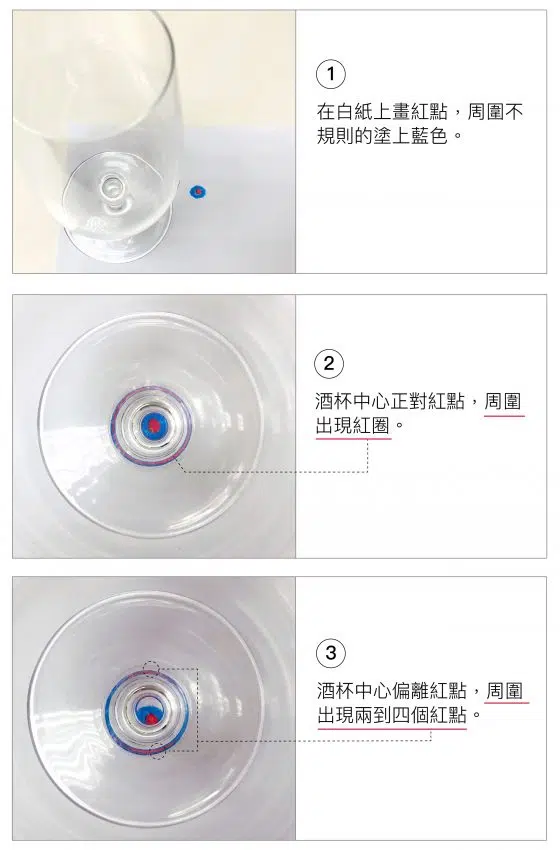 1
在白紙上畫紅點，周圍不
規則的塗上藍色。
2
酒杯中心正對紅點，周圍
出現紅圈。
3
酒杯中心偏離紅點，周圍
出現兩到四個紅點。